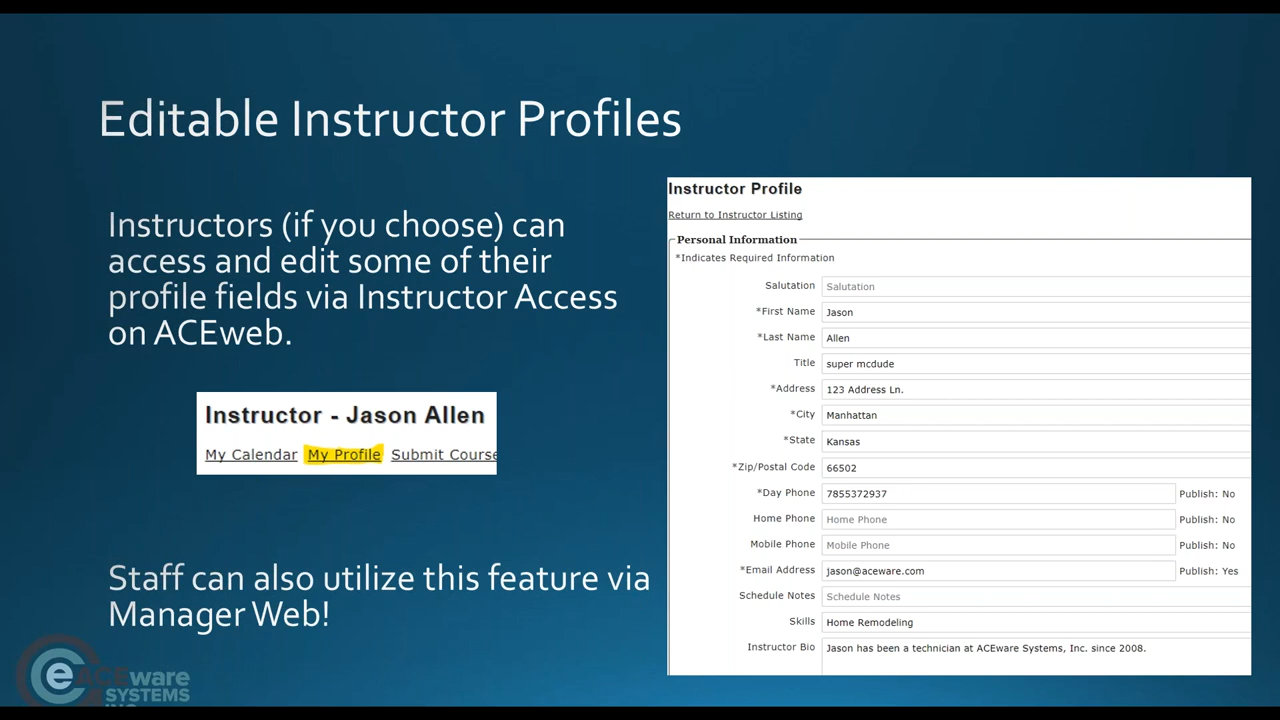 Editable Instructor Profiles
Instructors (if you choose) can
access and edit some of their
profile fields via Instructor Access
on ACEweb.
Instructor - Jason Allen
My Calendar My Profile Submit Course
Staff can also utilize this feature via
Manager Web!
Instructor Profile
Return to Instructor Listing
Personal Information
*Indicates Required Information
Salutation Salutation
*First Name Jason
*Last Name Allen
Title super mcdude
*Address 123 Address Ln.
*City Manhattan
*State Kansas
*Zip/Postal Code 66502
*Day Phone 7855372937 Publish: No
Home Phone Home Phone Publish: No
Mobile Phone Mobile Phone Publish: No
*Email Address jason@aceware.com Publish: Yes
Schedule Notes Schedule Notes
Skills Home Remodeling
Instructor Bio Jason has been a technician at ACEware Systems, Inc. since 2008.
e ACEware
SYSTEMS
INC.